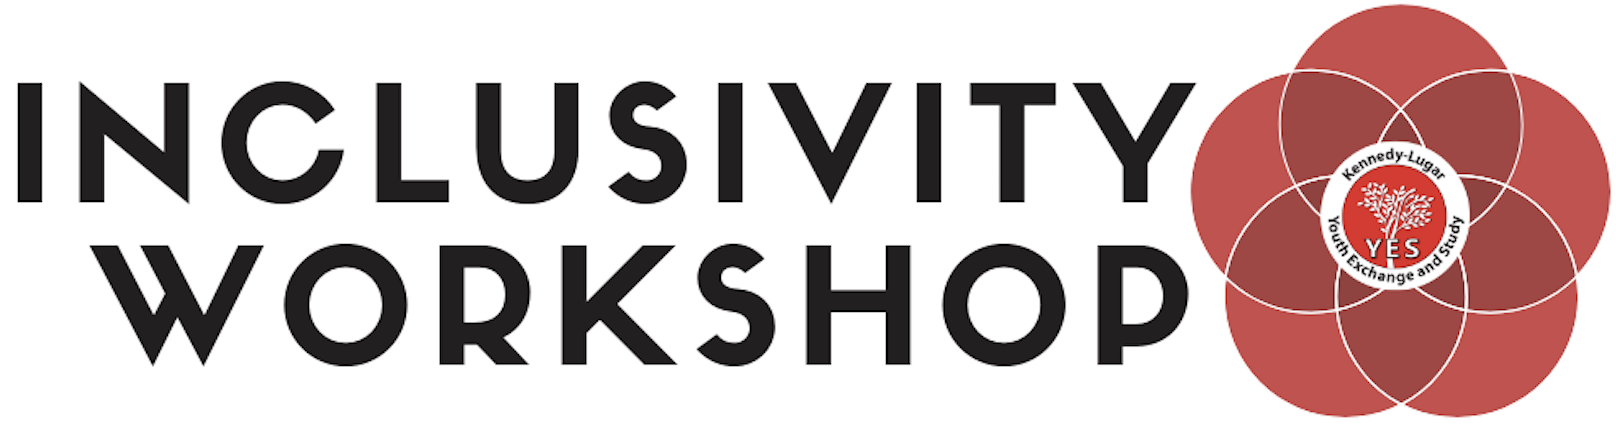 INCLUSIVITY
WORKSHOP
Kennedy-Lugar
YES
Youth Exchange and Study